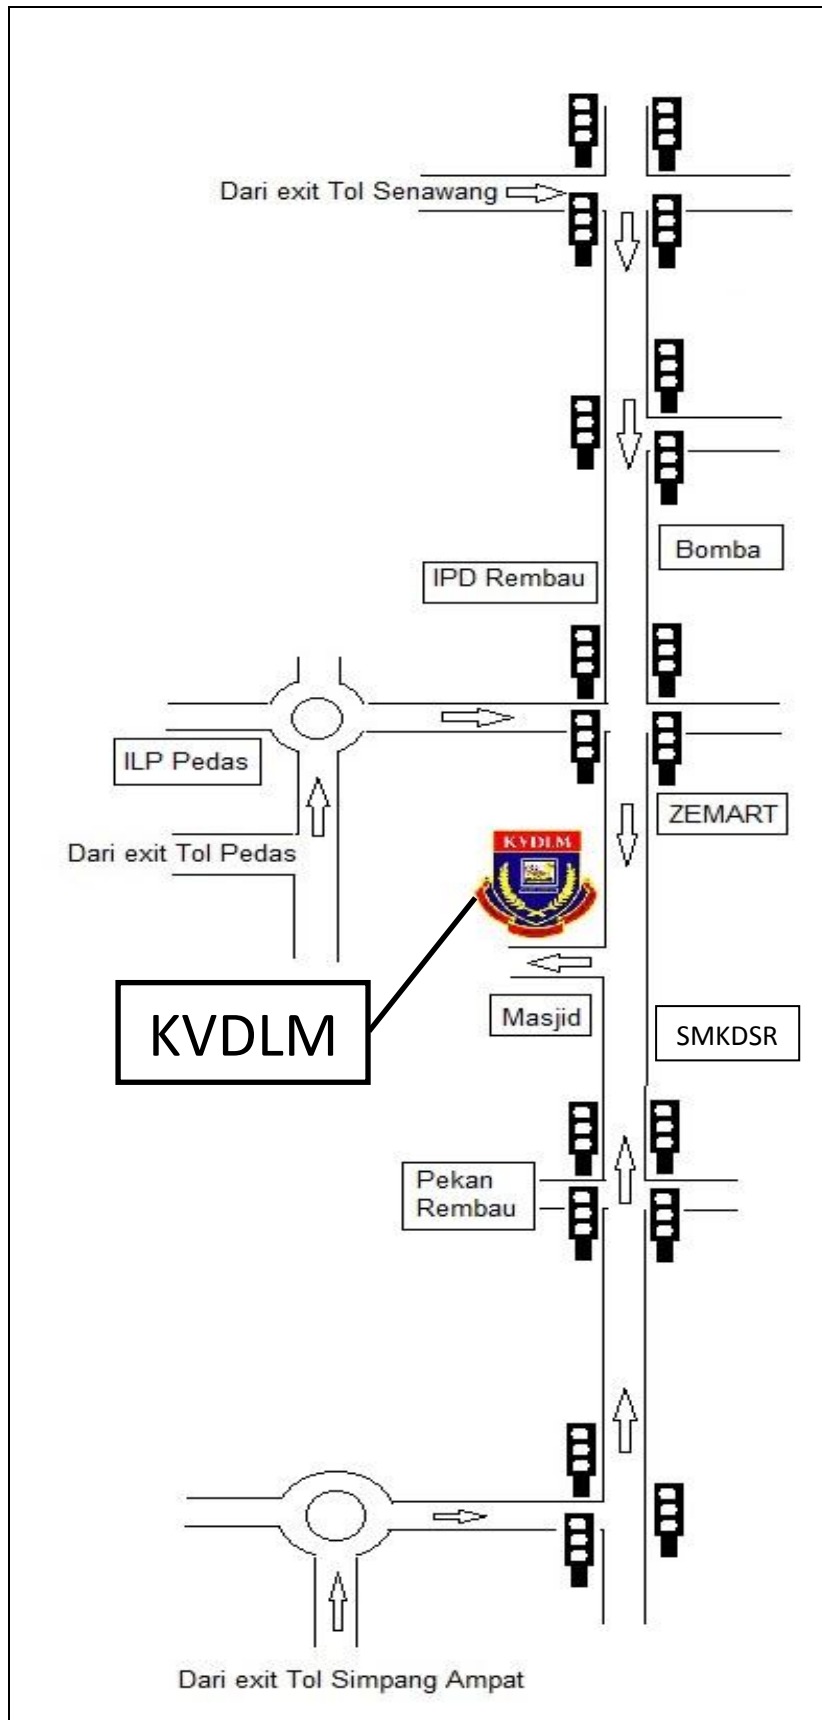 Dari exit Tol Senawang
Bomba
IPD Rembau
ILP Pedas
ZEMART
Dari exit Tol Pedas
KVDLM
KVDLM
Masjid
SMKDSR
Pekan
Rembau
Dari exit Tol Simpang Ampat